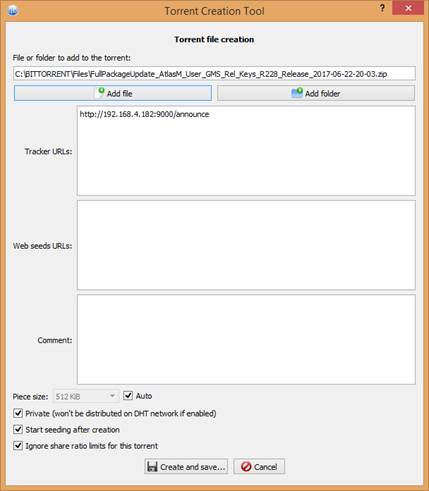 Torrent Creation Tool
?
Torrent file creation
File or folder to add to the torrent:
C:\BITTORRENT\Files\FullPackageUpdate_AtlasM_User_GMS_Rel_Keys_R228_Release_2017-06-22-20-03.zip
Add file Add folder
Tracker URLs: http://192.168.4.182:9000/announce
Web seeds URLs:
Comment:
Piece size: 512 KiB Auto
Private (won't be distributed on DHT network if enabled)
Start seeding after creation
Ignore share ratio limits for this torrent
Create and save... Cancel